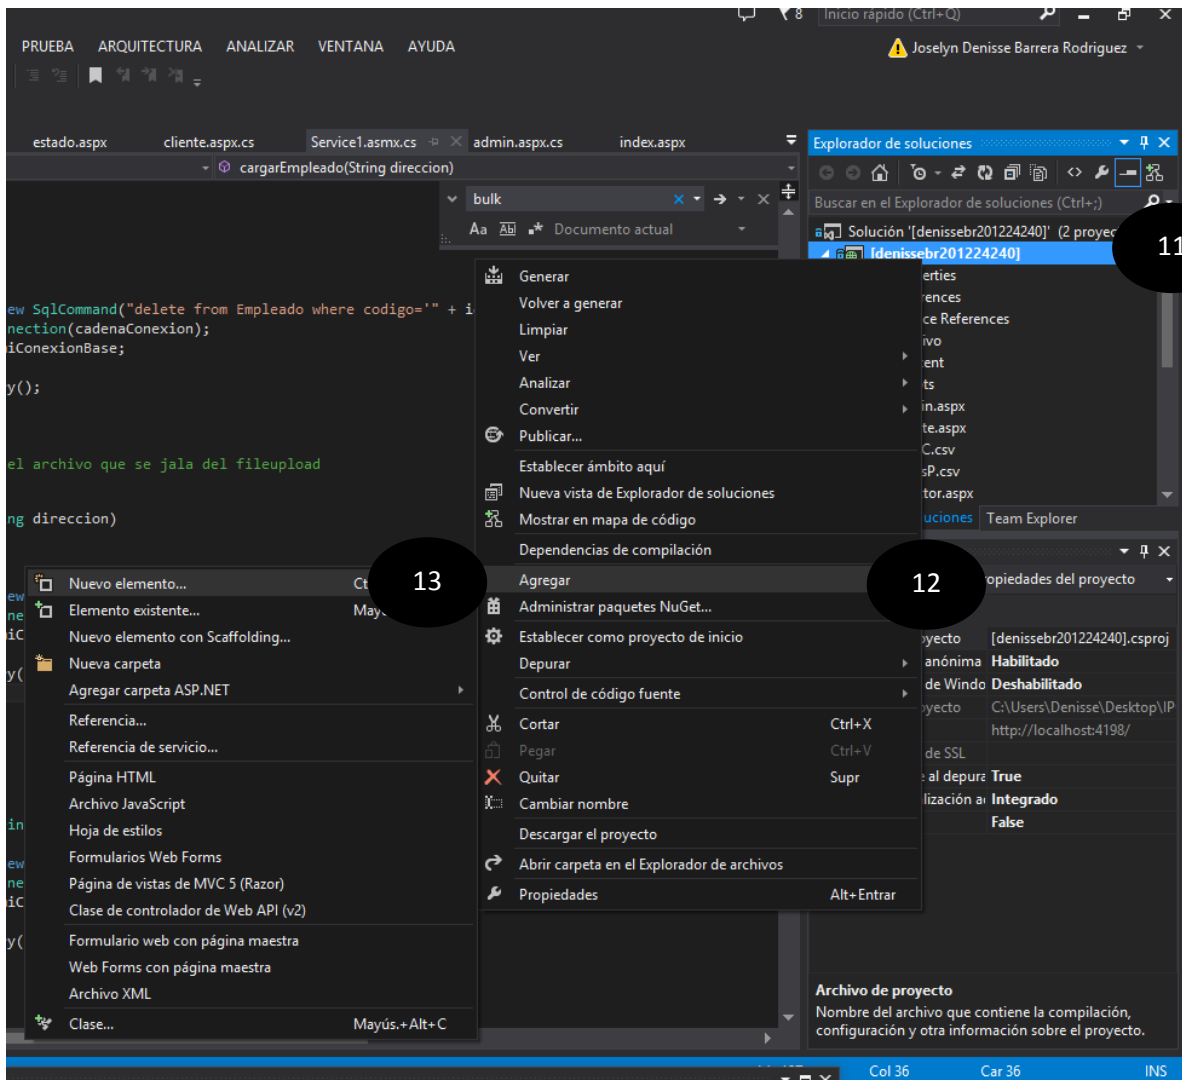 8 Inicio rápido (Ctrl+Q)
PRUEBA ARQUITECTURA ANALIZAR VENTANA AYUDA
Joselyn Denisse Barrera Rodriguez
estado.aspx cliente.aspx.cs Service1.asmx.cs admin.aspx.cs index.aspx
cargarEmpleado(String direccion)
bulk
Aa Abl Documento actual
ew SqlCommand("delete from Empleado where codigo='" + i
nection(cadenaConexion);
iConexionBase;
y();
el archivo que se jala del fileupload
ng direccion)
ew
ne
iC
y(
in
ew
ne
iC
y(
Explorador de soluciones
Buscar en el Explorador de soluciones (Ctrl+;)
Solución '[denissebr201224240]' (2 proyec
11
[denissebr201224240]
erties
rences
ce References
ivo
ent
ts
in.aspx
te.aspx
C.csv
sP.csv
tor.aspx
uciones Team Explorer
Generar
Volver a generar
Limpiar
Ver
Analizar
Convertir
Publicar...
Establecer ámbito aquí
Nueva vista de Explorador de soluciones
Mostrar en mapa de código
Dependencias de compilación
Agregar
12
Administrar paquetes NuGet...
Establecer como proyecto de inicio
Depurar
Control de código fuente
Cortar Ctrl+X
Pegar Ctrl+V
Quitar Supr
Cambiar nombre
Descargar el proyecto
Abrir carpeta en el Explorador de archivos
Propiedades Alt+Entrar
Nuevo elemento... Ct
13
Elemento existente... Mayú
Nuevo elemento con Scaffolding...
Nueva carpeta
Agregar carpeta ASP.NET
Referencia...
Referencia de servicio...
Página HTML
Archivo JavaScript
Hoja de estilos
Formularios Web Forms
Página de vistas de MVC 5 (Razor)
Clase de controlador de Web API (v2)
Formulario web con página maestra
Web Forms con página maestra
Archivo XML
Clase... Mayús.+Alt+C
opiedades del proyecto
oyecto [denissebr201224240].csproj
anónima Habilitado
de Windo Deshabilitado
oyecto C:\Users\Denisse\Desktop\IP
http://localhost:4198/
de SSL
e al depura True
lización a Integrado
False
Archivo de proyecto
Nombre del archivo que contiene la compilación,
configuración y otra información sobre el proyecto.
Col 36 Car 36 INS